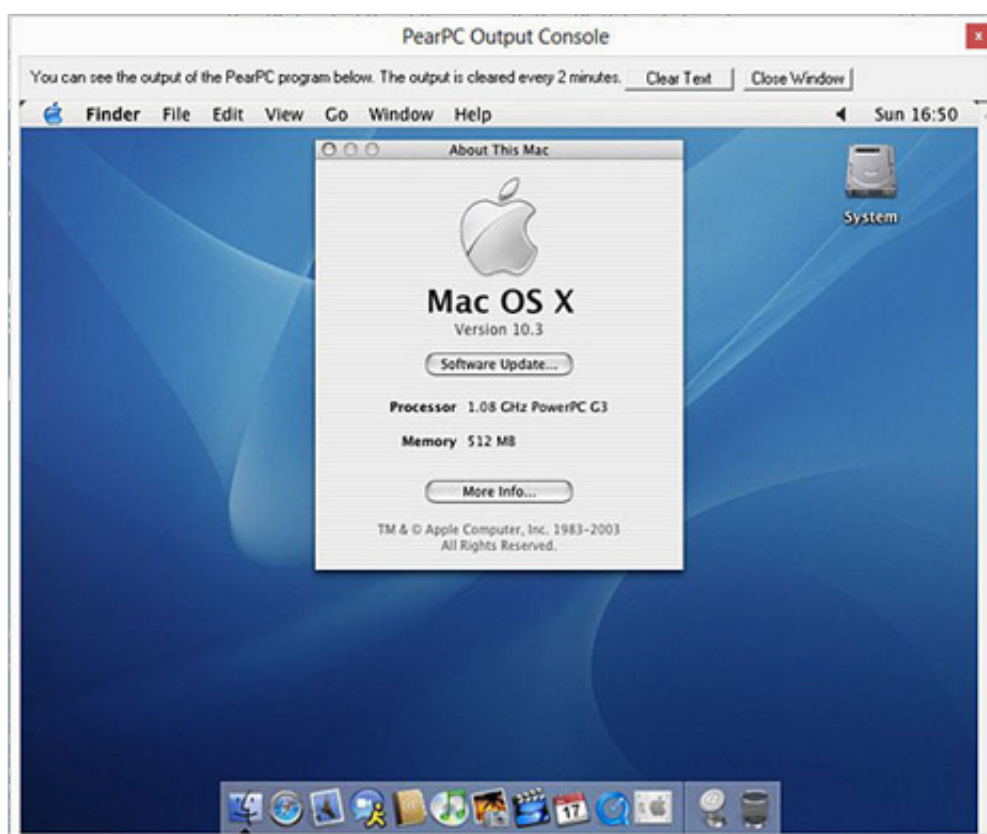 PearPC Output Console
You can see the output of the PearPC program below. The output is cleared every 2 minutes. Clear Text Close Window
Finder File Edit View Go Window Help Sun 16:50
About This Mac
System
Mac OS X
Version 10.3
Software Update...
Processor 1.08 GHz PowerPC G3
Memory 512 MB
More Info...
TM & © Apple Computer, Inc. 1983-2003
All Rights Reserved.
17